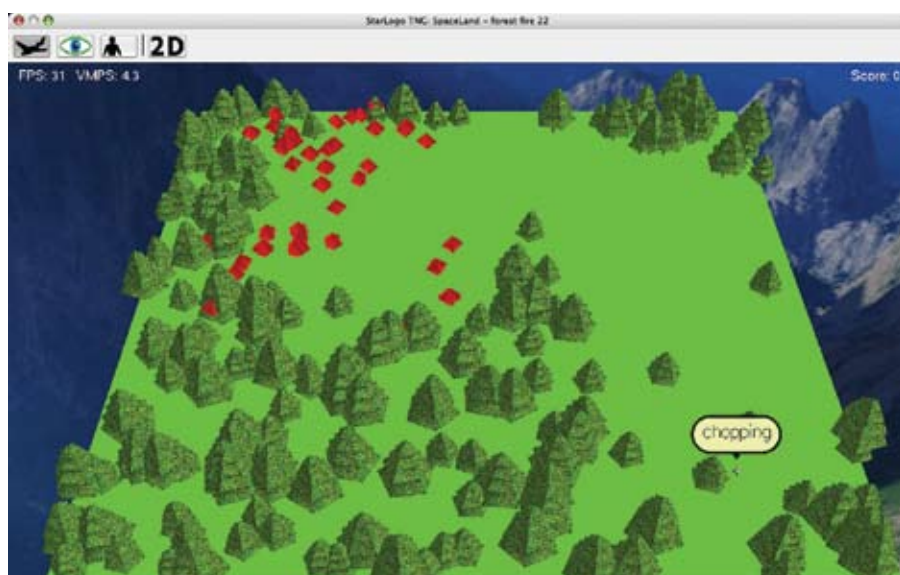 StarLogo TNG: SpaceLand - forest fire 22
2D
FPS: 31 VMPS: 4.3
Score: 0
chopping